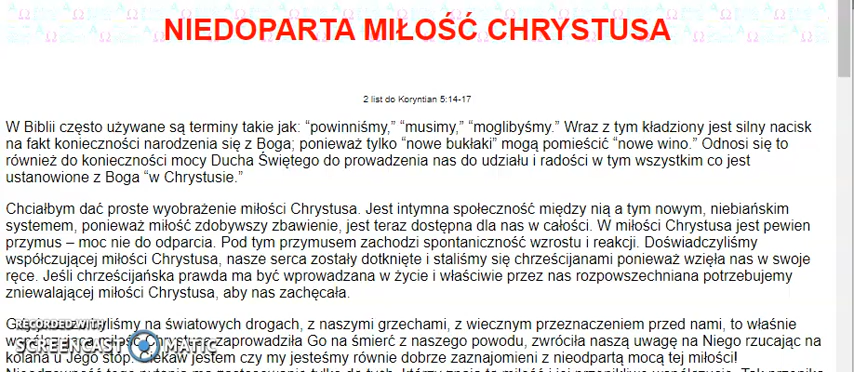 NIEDOPARTA MIŁOŚĆ CHRYSTUSA
2 list do Koryntian 5:14-17
W Biblii często używane są terminy takie jak: “powinniśmy,” “musimy,” “moglibyśmy.” Wraz z tym kładziony jest silny nacisk
na fakt konieczności narodzenia się z Boga; ponieważ tylko “nowe bukłaki” mogą pomieścić “nowe wino.” Odnosi się to
również do konieczności mocy Ducha Świętego do prowadzenia nas do udziału i radości w tym wszystkim co jest
ustanowione z Boga “w Chrystusie.”
Chciałbym dać proste wyobrażenie miłości Chrystusa. Jest intymna społeczność między nią a tym nowym, niebiańskim
systemem, ponieważ miłość zdobywszy zbawienie, jest teraz dostępna dla nas w całości. W miłości Chrystusa jest pewien
przymus – moc nie do odparcia. Pod tym przymusem zachodzi spontaniczność wzrostu i reakcji. Doświadczyliśmy
współczującej miłości Chrystusa, nasze serca zostały dotknięte i staliśmy się chrześcijanami ponieważ wzięła nas w swoje
ręce. Jeśli chrześcijańska prawda ma być wprowadzana w życie i właściwie przez nas rozpowszechniana potrzebujemy
zniewalającej miłości Chrystusa, aby nas zachęcała.
na światowych drogach, z naszymi grzechami, z wiecznym przeznaczeniem przed nami, to właśnie
zaprowadziła Go na śmierć z naszego powodu, zwróciła naszą uwagę na Niego rzucając na
kolana u Jego stóp. Ciekaw jestem czy my jesteśmy równie dobrze zaznajomieni z nieodpartą mocą tej miłości!
RECORDED WITH
SCREENCAST MATIC